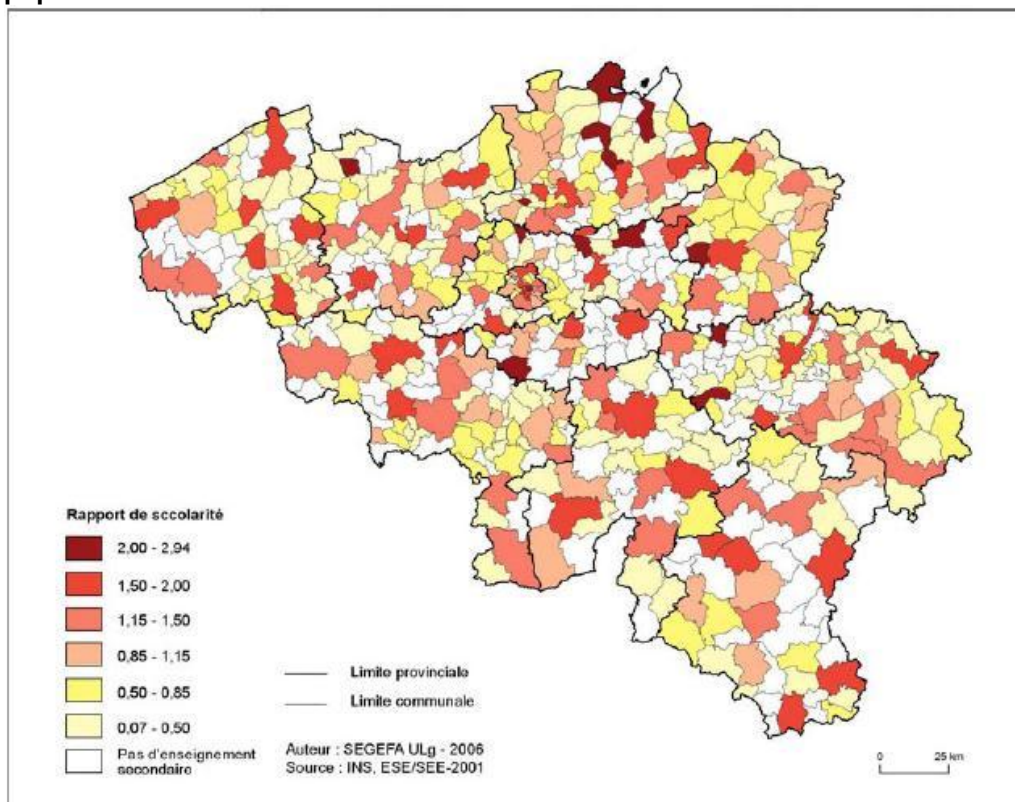 Rapport de sccolarité
2,00 - 2,94
1,50 - 2,00
1,15 - 1,50
0,85 - 1,15
0,50 - 0,85
0,07 - 0,50
Pas d'enseignement
secondaire
Limite provinciale
Limite communale
Auteur : SEGEFA ULg - 2006
Source : INS, ESE/SEE-2001
0 25 km